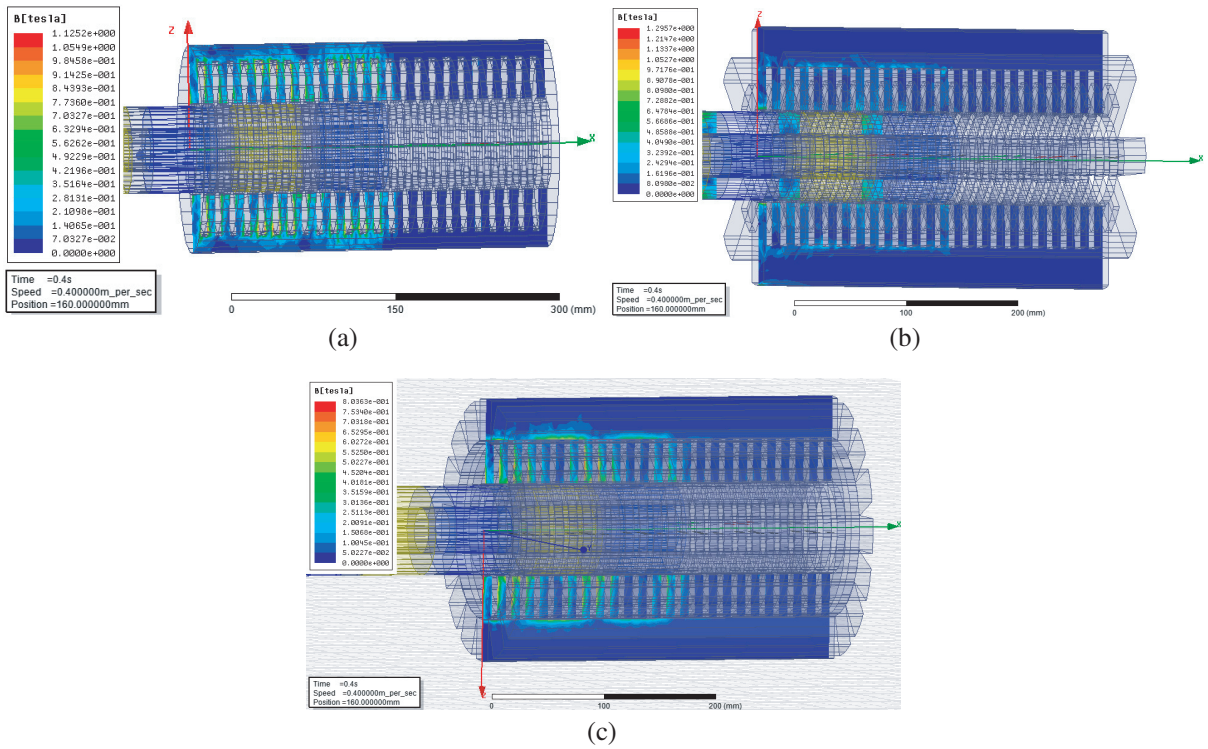 B[tesla]
1.1252e+000
1.0549e+000
9.8458e-001
9.1425e-001
8.4393e-001
7.7360e-001
7.0327e-001
6.3294e-001
5.6262e-001
4.9229e-001
4.2196e-001
3.5164e-001
2.8131e-001
2.1098e-001
1.4065e-001
7.0327e-002
0.0000e+000
Z
X
Time =0.4s
Speed =0.400000m_per_sec
Position =160.000000mm
0 150 300 (mm)
(a)
B[tesla]
1.2957e+000
1.2147e+000
1.1337e+000
1.0527e+000
9.7176e-001
8.9078e-001
8.0980e-001
7.2882e-001
6.4784e-001
5.6686e-001
4.8588e-001
4.0490e-001
3.2392e-001
2.4294e-001
1.6196e-001
8.0980e-002
0.0000e+000
Z
X
Time =0.4s
Speed =0.400000m_per_sec
Position =160.000000mm
0 100 200 (mm)
(b)
B[tesla]
8.0363e-001
7.5340e-001
7.0318e-001
6.5295e-001
6.0272e-001
5.5250e-001
5.0227e-001
4.5204e-001
4.0181e-001
3.5159e-001
3.0136e-001
2.5113e-001
2.0091e-001
1.5068e-001
1.0045e-001
5.0227e-002
0.0000e+000
X
Z
Time =0.4s
Speed =0.400000m_per_sec
Position =160.000000mm
0 100 200 (mm)
(c)